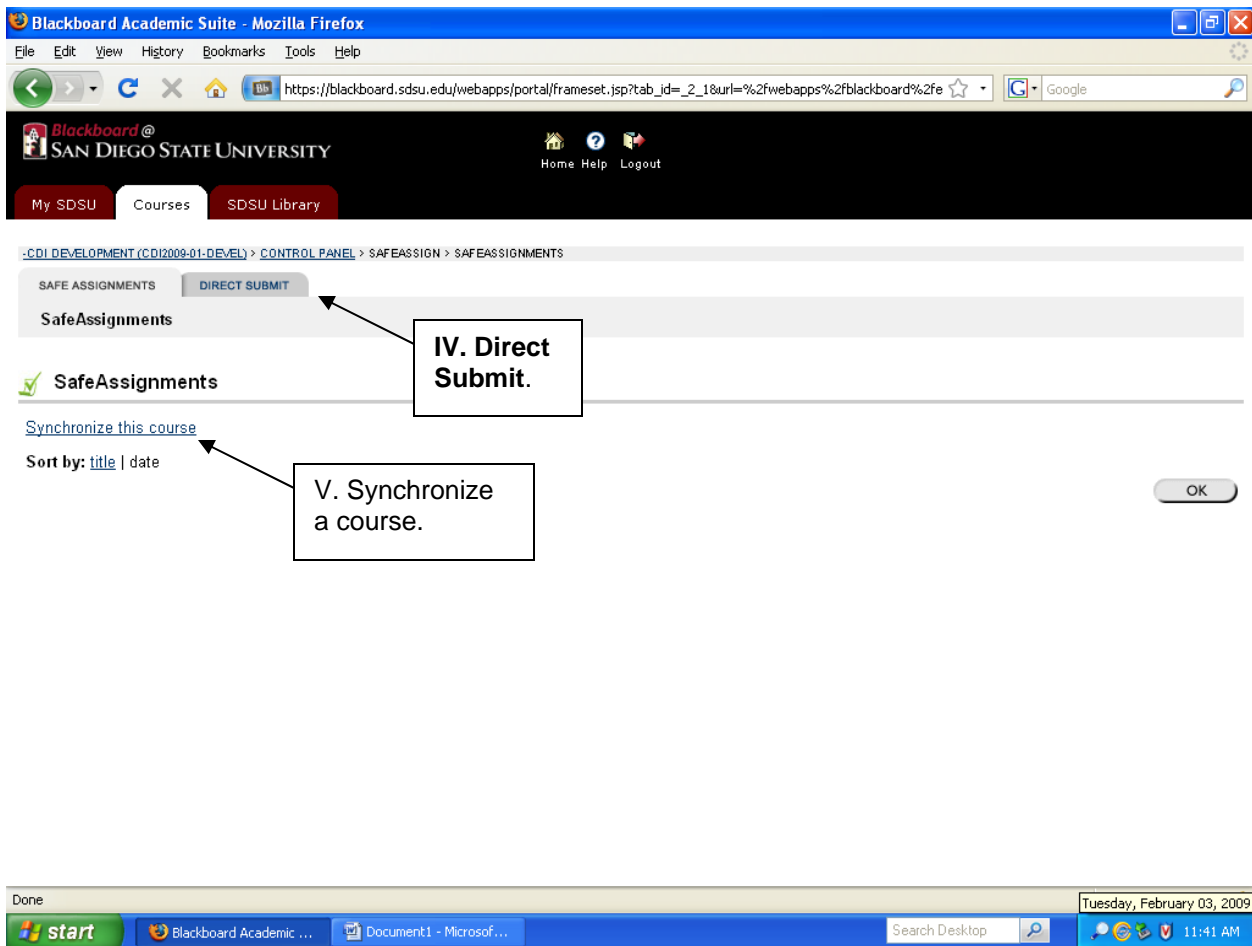 Blackboard Academic Suite - Mozilla Firefox
File Edit View History Bookmarks Tools Help
Bb https://blackboard.sdsu.edu/webapps/portal/frameset.jsp?tab_id=_2_1&url=%2fwebapps%2fblackboard%2fe G Google
Blackboard @
SAN DIEGO STATE UNIVERSITY
Home Help Logout
My SDSU Courses SDSU Library
-CDI DEVELOPMENT (CDI2009-01-DEVEL) > CONTROL PANEL > SAFEASSIGN > SAFEASSIGNMENTS
SAFE ASSIGNMENTS DIRECT SUBMIT
SafeAssignments
IV. Direct
Submit.
SafeAssignments
Synchronize this course
Sort by: title | date
V. Synchronize
a course.
OK
Done
Tuesday, February 03, 2009
start Blackboard Academic ... Document1 - Microsof... Search Desktop 11:41 AM